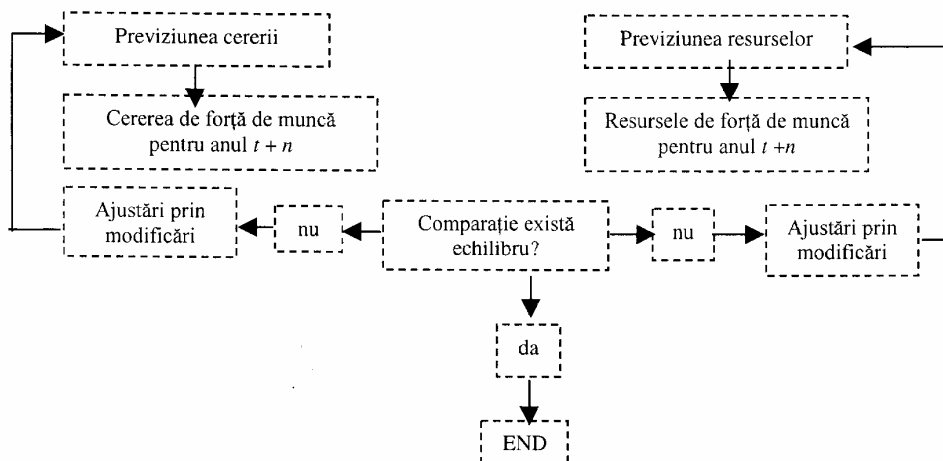 Previziunea cererii
Previziunea resurselor
Cererea de forță de muncă
pentru anul t + n
Resursele de forță de muncă
pentru anul t +n
Ajustări prin
modificări
nu
Comparație există
echilibru?
nu
Ajustări prin
modificări
da
END